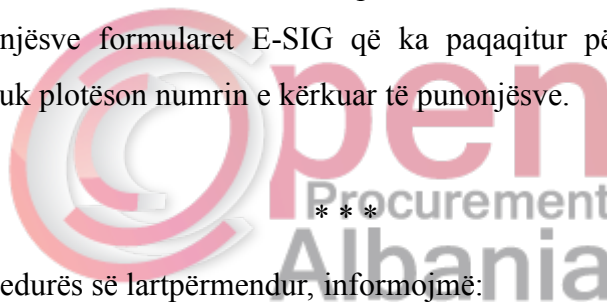 njësve formularet E-SIG që ka paqaqitur pë
uk plotëson numrin e kërkuar të punonjësve.
Open
Procurement
* * *
Albania
edurës së lartpërmendur, informojmë: